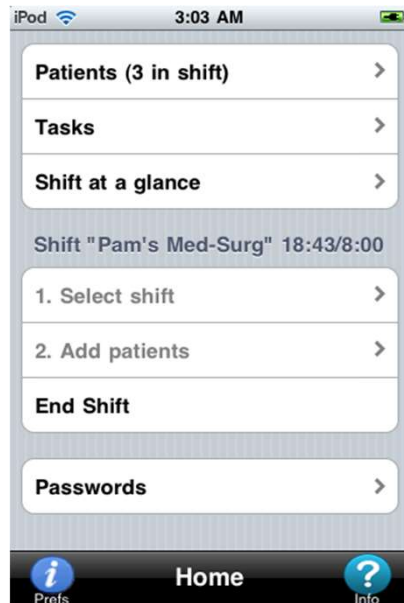 iPod 3:03 AM
Patients (3 in shift)
Tasks
Shift at a glance
Shift "Pam's Med-Surg" 18:43/8:00
1. Select shift
2. Add patients
End Shift
Passwords
i Home ?
Prefs Info